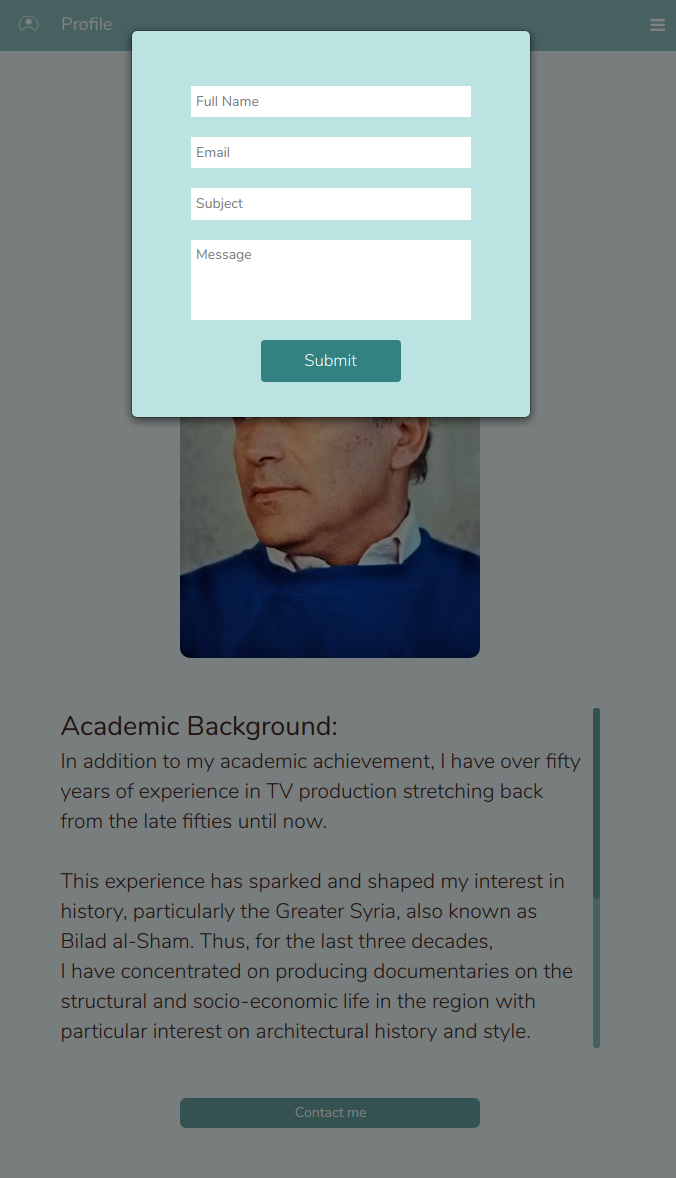 Profile
Full Name
Email
Subject
Message
Submit
Academic Background:
In addition to my academic achievement, I have over fifty
years of experience in TV production stretching back
from the late fifties until now.
This experience has sparked and shaped my interest in
history, particularly the Greater Syria, also known as
Bilad al-Sham. Thus, for the last three decades,
I have concentrated on producing documentaries on the
structural and socio-economic life in the region with
particular interest on architectural history and style.
Contact me